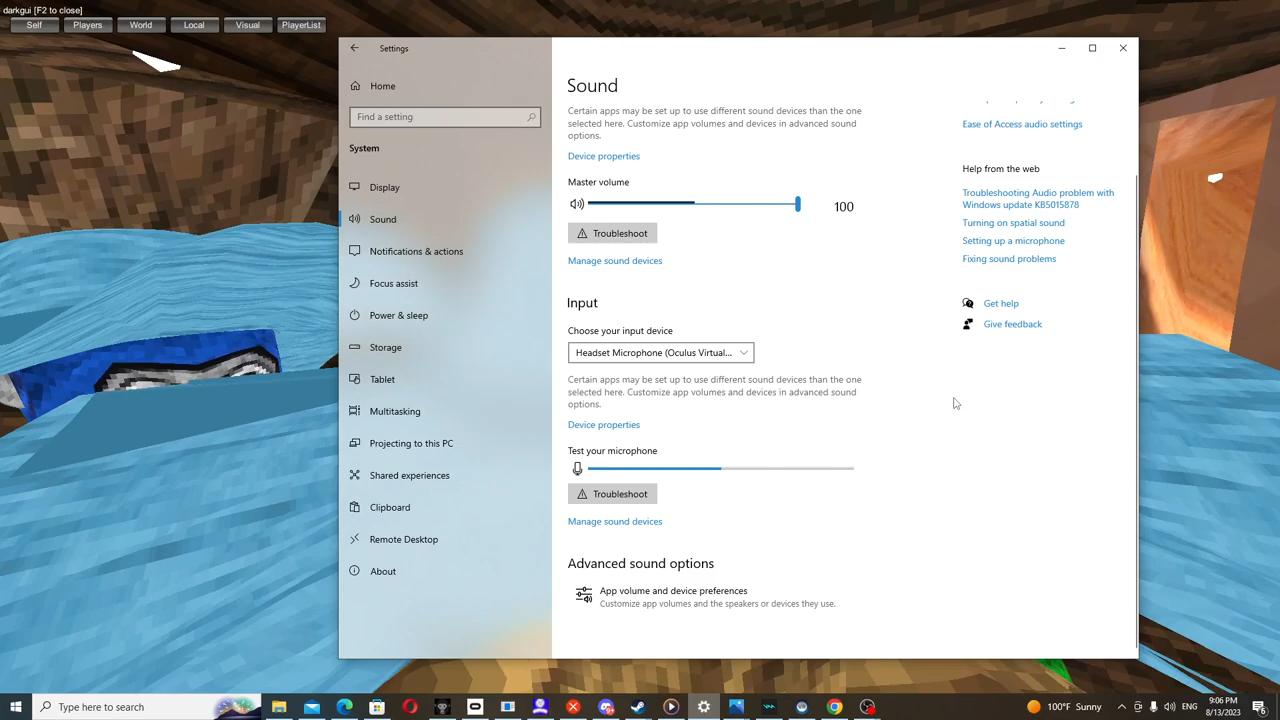 darkgui [F2 to close]
Self Players World Local Visual PlayerList
Settings
Home
Find a setting
System
Display
Sound
Notifications & actions
Focus assist
Power & sleep
Storage
Tablet
Multitasking
Projecting to this PC
Shared experiences
Clipboard
Remote Desktop
About
Sound
Certain apps may be set up to use different sound devices than the one
selected here. Customize app volumes and devices in advanced sound
options.
Device properties
Master volume
100
Troubleshoot
Manage sound devices
Input
Choose your input device
Headset Microphone (Oculus Virtual...
Certain apps may be set up to use different sound devices than the one
selected here. Customize app volumes and devices in advanced sound
options.
Device properties
Test your microphone
Troubleshoot
Manage sound devices
Advanced sound options
App volume and device preferences
Customize app volumes and the speakers or devices they use.
Ease of Access audio settings
Help from the web
Troubleshooting Audio problem with
Windows update KB5015878
Turning on spatial sound
Setting up a microphone
Fixing sound problems
Get help
Give feedback
Type here to search
100°F Sunny
ENG
9:06 PM
8/13/2023
6